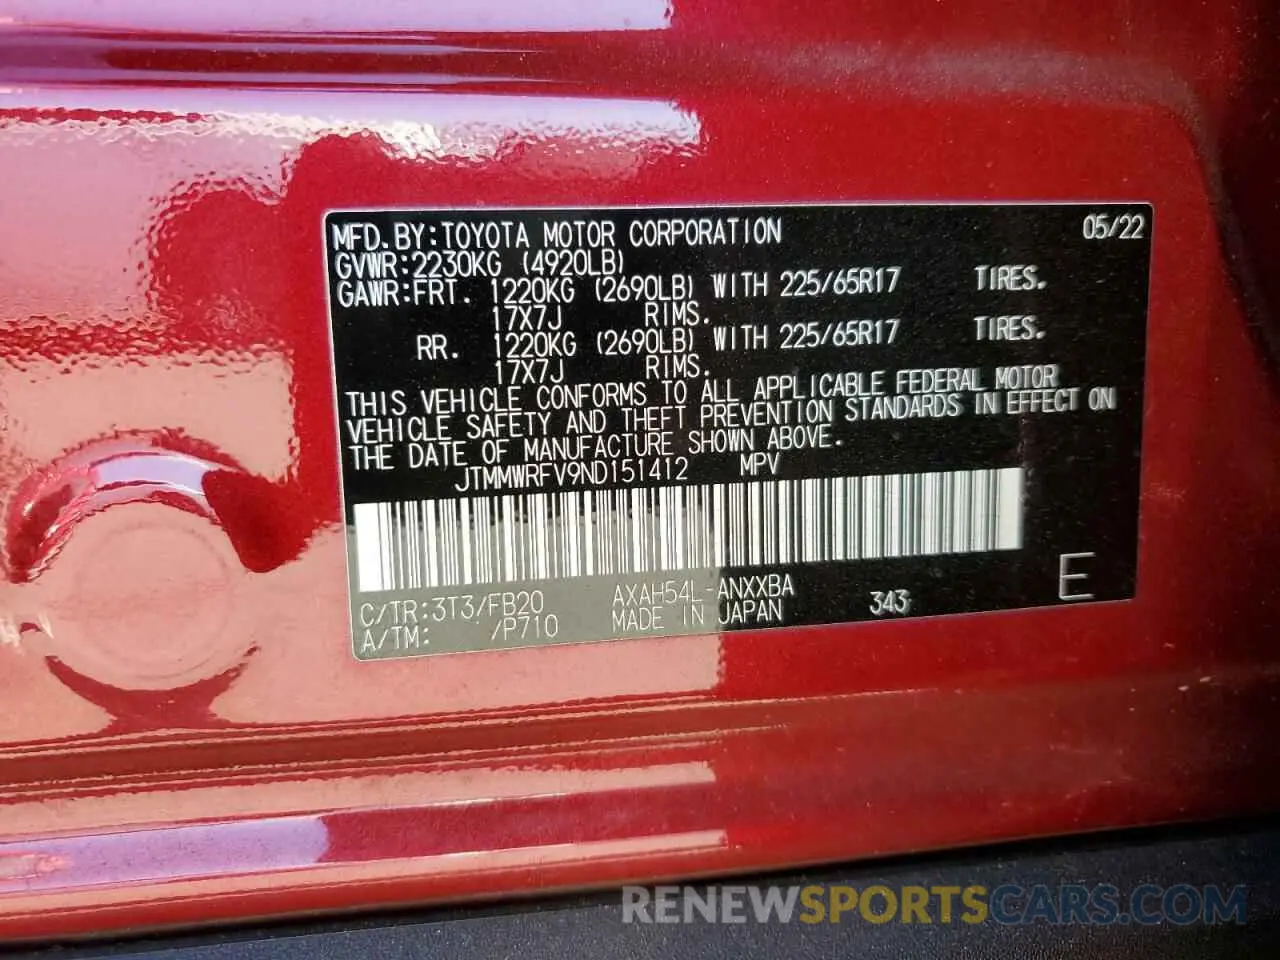 MFD.BY:TOYOTA MOTOR CORPORATION 05/22
GVWR:2230KG (4920LB)
GAWR:FRT. 1220KG (2690LB) WITH 225/65R17 TIRES.
17X7J RIMS.
RR. 1220KG (2690LB) WITH 225/65R17 TIRES.
17X7J RIMS.
THIS VEHICLE CONFORMS TO ALL APPLICABLE FEDERAL MOTOR
VEHICLE SAFETY AND THEFT PREVENTION STANDARDS IN EFFECT ON
THE DATE OF MANUFACTURE SHOWN ABOVE.
JTMMWRFV9ND151412 MPV
C/TR:3T3/FB20 AXAH54L-ANXXBA 343 E
A/TM: /P710 MADE IN JAPAN
RENEWSPORTSCARS.COM